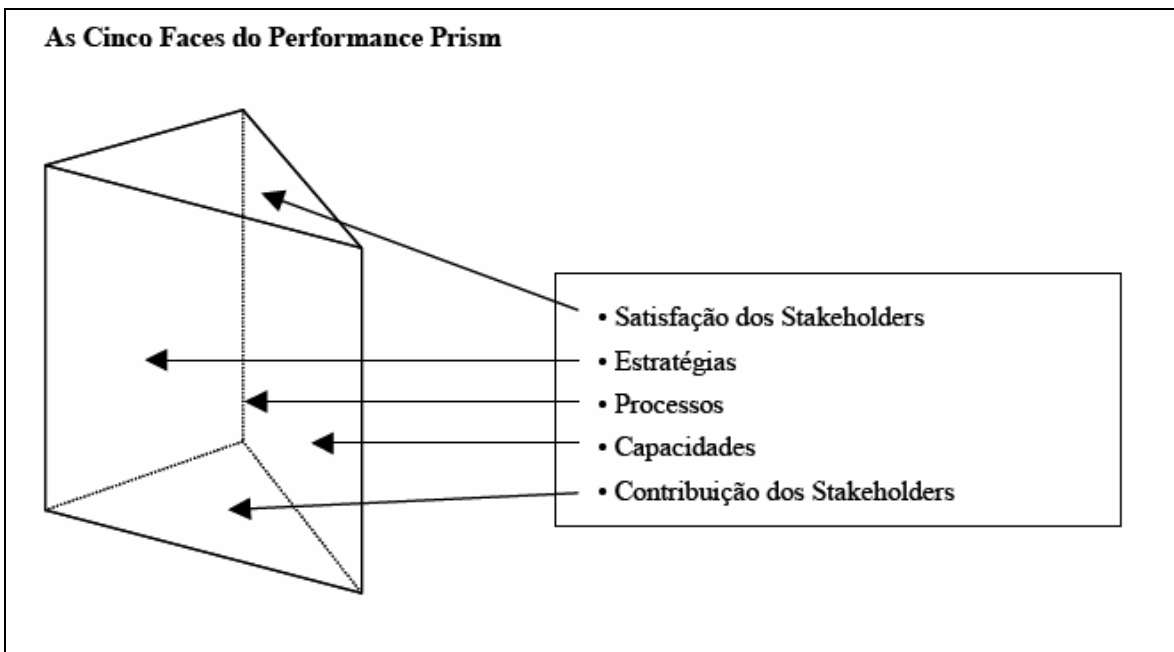 As Cinco Faces do Performance Prism
• Satisfação dos Stakeholders
• Estratégias
• Processos
• Capacidades
• Contribuição dos Stakeholders